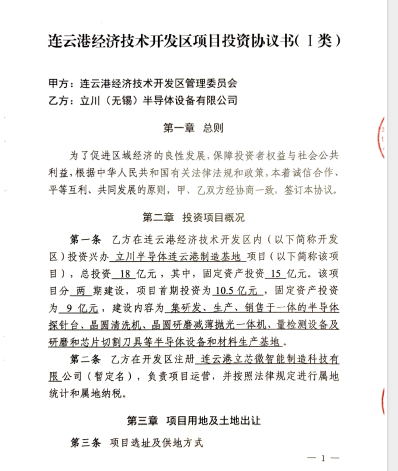 连云港经济技术开发区项目投资协议书(Ⅰ类)
甲方：连云港经济技术开发区管理委员会
乙方：立川（无锡）半导体设备有限公司
第一章 总则
为了促进区域经济的良性发展,保障投资者权益与社会公共
利益,根据中华人民共和国有关法律法规和政策,本着诚信合作、
平等互利、共同发展的原则，甲、乙双方经协商一致，签订本协议。
第二章 投资项目概况
第一条 乙方在连云港经济技术开发区内（以下简称开发
区)投资兴办 立川半导体连云港制造基地 项目(以下简称该项
目)，总投资 18 亿元，其中，固定资产投资 15 亿元。该项
目分 两 期建设，项目首期投资为 10.5 亿元，固定资产投资
为 9 亿元，建设内容为 集研发、生产、销售于一体的半导体
探针台、晶圆清洗机、晶圆研磨减薄抛光一体机、量检测设备及
研磨和芯片切割刀具等半导体设备和材料生产基地 。
第二条 乙方在开发区注册 连云港立芯微智能制造科技有
限 公司（暂定名），负责项目运营，并按照法律规定进行属地
统计和属地纳税。
第三章 项目用地及土地出让
第三条 项目选址及供地方式
— 1 —